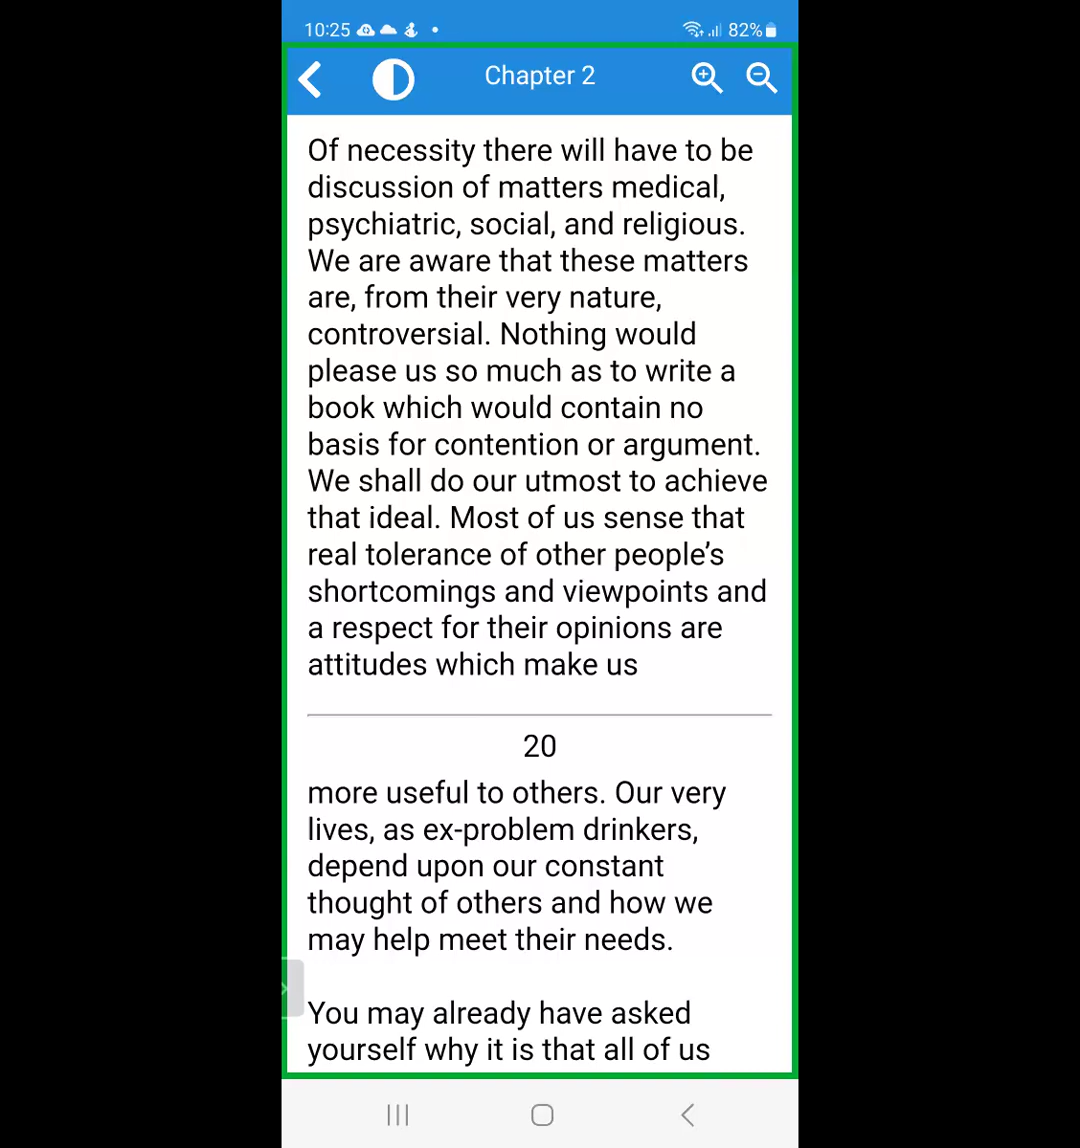 10:25
82%
Chapter 2
Of necessity there will have to be
discussion of matters medical,
psychiatric, social, and religious.
We are aware that these matters
are, from their very nature,
controversial. Nothing would
please us so much as to write a
book which would contain no
basis for contention or argument.
We shall do our utmost to achieve
that ideal. Most of us sense that
real tolerance of other people’s
shortcomings and viewpoints and
a respect for their opinions are
attitudes which make us
20
more useful to others. Our very
lives, as ex-problem drinkers,
depend upon our constant
thought of others and how we
may help meet their needs.
You may already have asked
yourself why it is that all of us